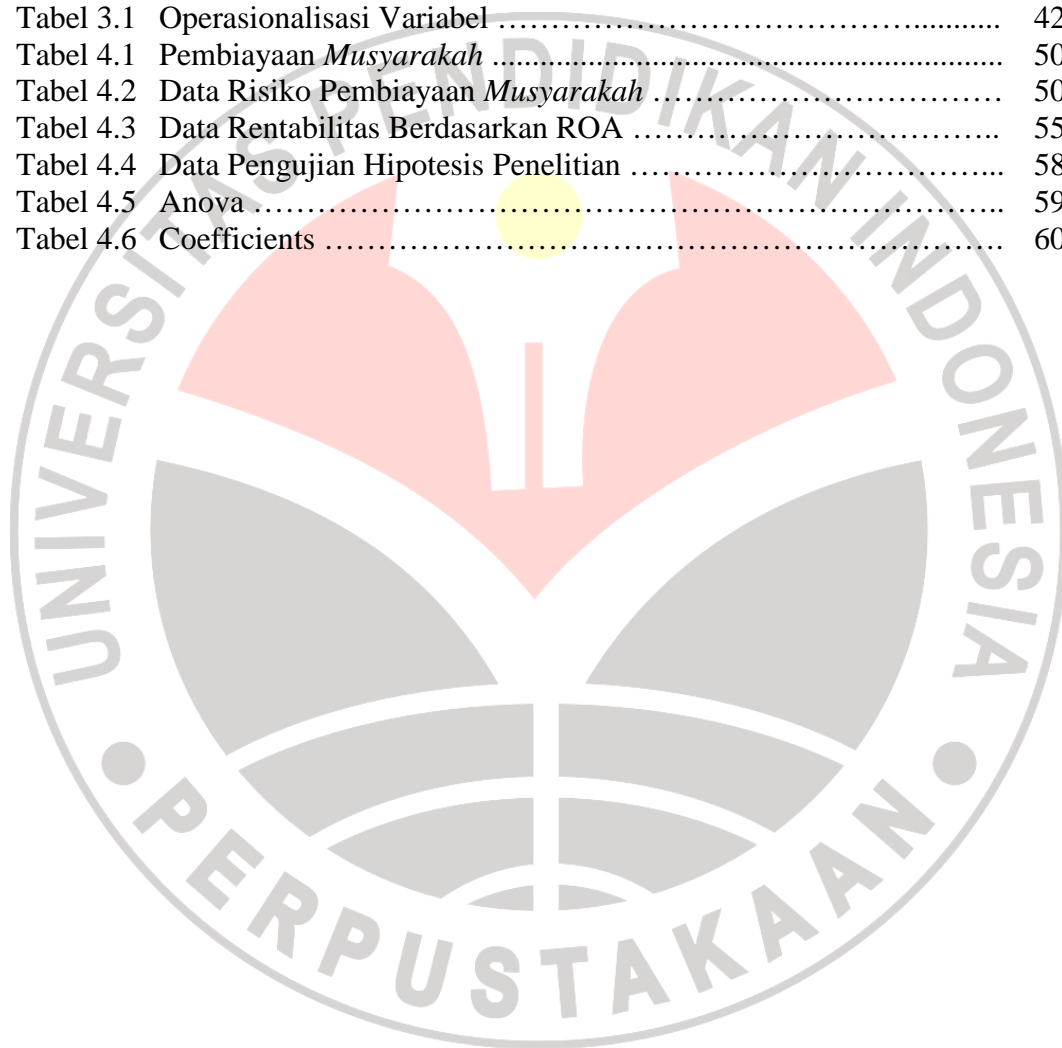 Tabel 3.1 Operasionalisasi Variabel ……………………………………........... 42
Tabel 4.1 Pembiayaan Musyarakah ................................................................... 50
Tabel 4.2 Data Risiko Pembiayaan Musyarakah ……………………………… 50
Tabel 4.3 Data Rentabilitas Berdasarkan ROA ……………………………….. 55
Tabel 4.4 Data Pengujian Hipotesis Penelitian ………………………………... 58
Tabel 4.5 Anova ……………………………………………………………….. 59
Tabel 4.6 Coefficients …………………………………………………………. 60
UNIVERSITAS PENDIDIKAN INDONESIA
PERPUSTAKAAN